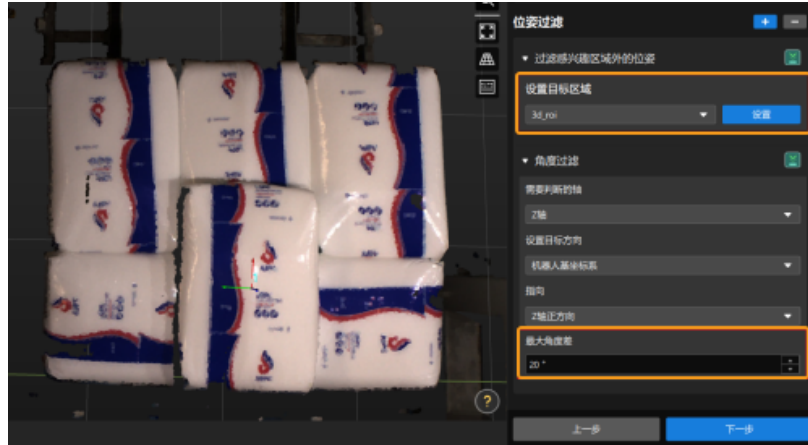 位姿过滤
+
−
过滤感兴趣区域外的位姿
设置目标区域
3d_roi
设置
角度过滤
需要判断的轴
Z轴
设置目标方向
机器人基坐标系
指向
Z轴正方向
最大角度差
20 °
?
上一步
下一步